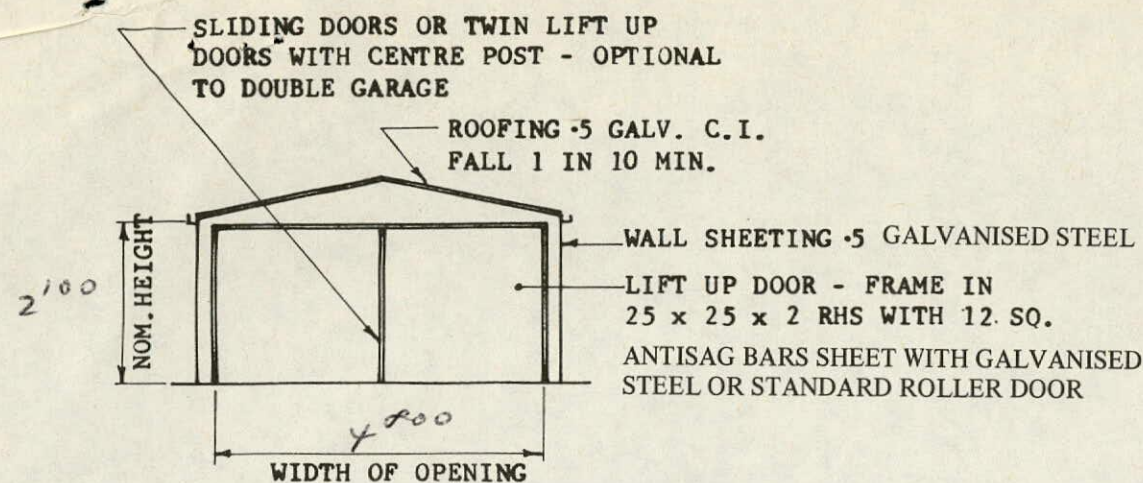 SLIDING DOORS OR TWIN LIFT UP
DOORS WITH CENTRE POST - OPTIONAL
TO DOUBLE GARAGE
ROOFING ·5 GALV. C.I.
FALL 1 IN 10 MIN.
WALL SHEETING ·5 GALVANISED STEEL
LIFT UP DOOR - FRAME IN
25 x 25 x 2 RHS WITH 12 SQ.
ANTISAG BARS SHEET WITH GALVANISED
STEEL OR STANDARD ROLLER DOOR
NOM. HEIGHT
2100
4800
WIDTH OF OPENING